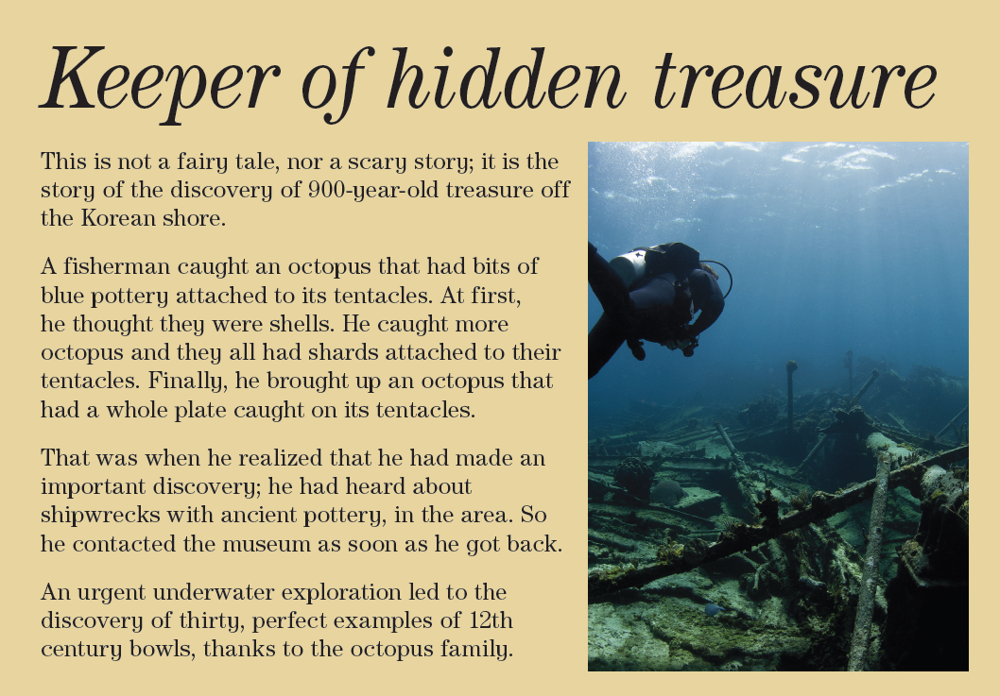 Keeper of hidden treasure
This is not a fairy tale, nor a scary story; it is the
story of the discovery of 900-year-old treasure off
the Korean shore.
A fisherman caught an octopus that had bits of
blue pottery attached to its tentacles. At first,
he thought they were shells. He caught more
octopus and they all had shards attached to their
tentacles. Finally, he brought up an octopus that
had a whole plate caught on its tentacles.
That was when he realized that he had made an
important discovery; he had heard about
shipwrecks with ancient pottery, in the area. So
he contacted the museum as soon as he got back.
An urgent underwater exploration led to the
discovery of thirty, perfect examples of 12th
century bowls, thanks to the octopus family.